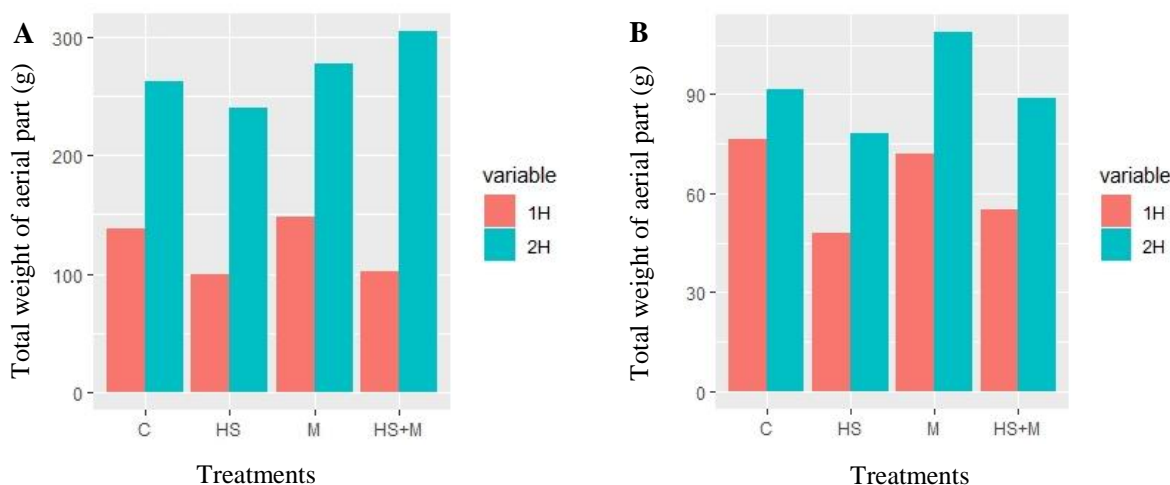 A
Total weight of aerial part (g)
300
200
100
0
C HS M HS+M
Treatments
variable
1H
2H
B
Total weight of aerial part (g)
90
60
30
0
C HS M HS+M
Treatments
variable
1H
2H